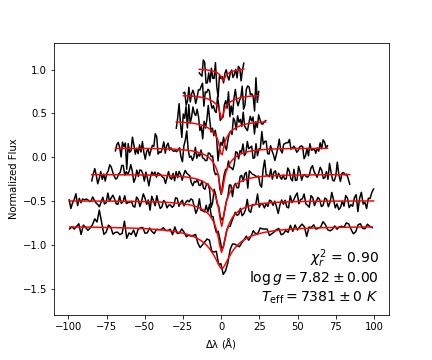 1.0
0.5
0.0
−0.5
−1.0
−1.5
Normalized Flux
χ²ᵣ = 0.90
log g = 7.82 ± 0.00
T_eff = 7381 ± 0 K
−100 −75 −50 −25 0 25 50 75 100
Δλ (Å)